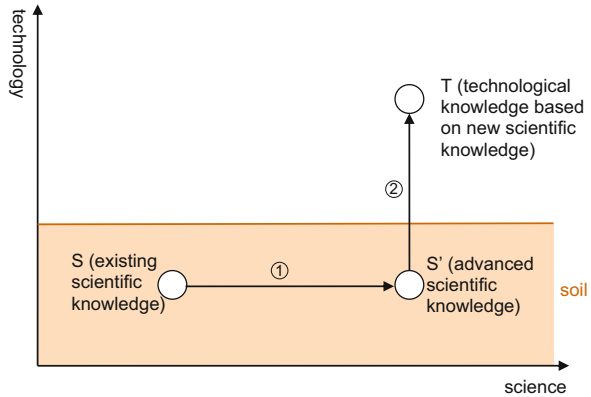 technology
T (technological
knowledge based
on new scientific
knowledge)
②
S (existing
scientific
knowledge)
①
S’ (advanced
scientific
knowledge)
soil
science